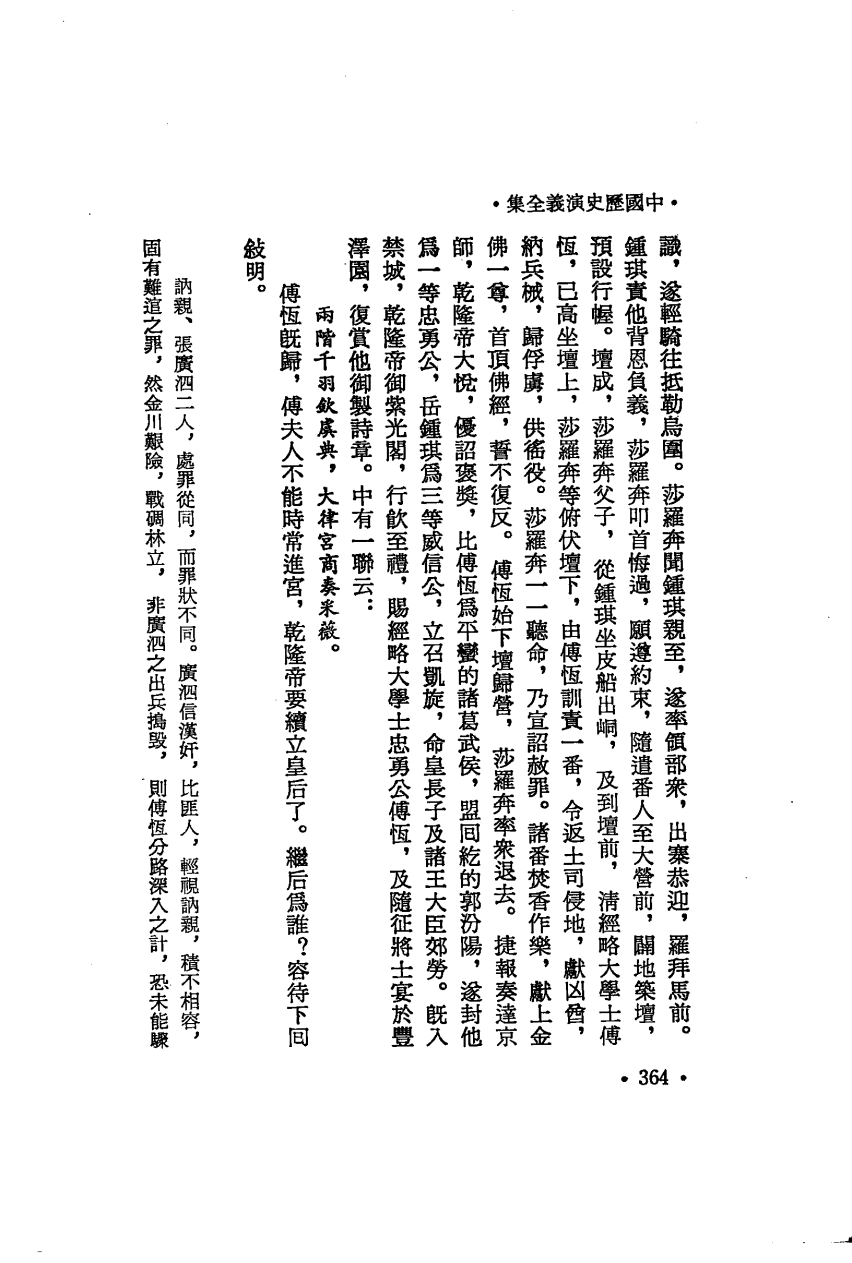 •中國歷史演義全集•
識，遂輕騎往抵勒烏圍。莎羅奔聞鍾琪親至，遂率領部衆，出寨恭迎，羅拜馬前。
鍾琪責他背恩負義，莎羅奔叩首悔過，願遵約束，隨遣番人至大營前，闢地築壇，
預設行幄。壇成，莎羅奔父子，從鍾琪坐皮船出峒，及到壇前，淸經略大學士傅
恆，已高坐壇上，莎羅奔等俯伏壇下，由傅恆訓責一番，令返土司侵地，獻凶酋，
納兵械，歸俘虜，供徭役。莎羅奔一一聽命，乃宣詔赦罪。諸番焚香作樂，獻上金
佛一尊，首頂佛經，誓不復反。傅恆始下壇歸營，莎羅奔率衆退去。捷報奏達京
師，乾隆帝大悅，優詔褒獎，比傅恆爲平蠻的諸葛武侯，盟囘紇的郭汾陽，遂封他
爲一等忠勇公，岳鍾琪爲三等威信公，立召凱旋，命皇長子及諸王大臣郊勞。旣入
禁城，乾隆帝御紫光閣，行飮至禮，賜經略大學士忠勇公傅恆，及隨征將士宴於豐
澤園，復賞他御製詩章。中有一聯云：
兩階千羽欽虞典，大律宮商奏采薇。
傅恆旣歸，傅夫人不能時常進宮，乾隆帝要續立皇后了。繼后爲誰？容待下囘
敍明。
訥親、張廣泗二人，處罪從同，而罪狀不同。廣泗信漢奸，比匪人，輕視訥親，積不相容，
固有難逭之罪，然金川艱險，戰碉林立，非廣泗之出兵搗毀，則傅恆分路深入之計，恐未能驟
•364•